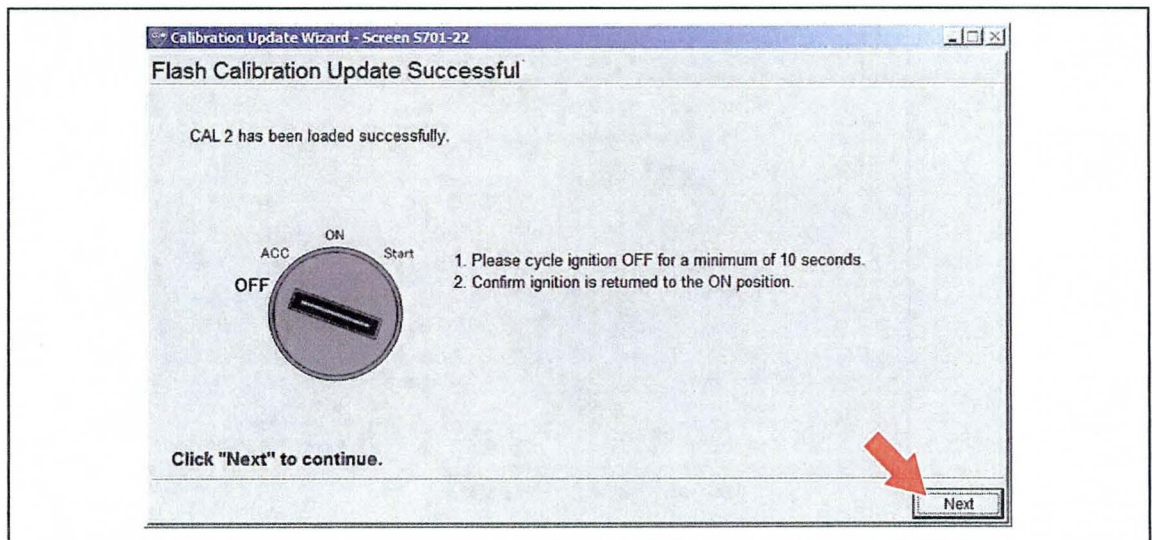 Calibration Update Wizard - Screen S701-22
Flash Calibration Update Successful
CAL 2 has been loaded successfully.
ON
ACC
Start
OFF
1. Please cycle ignition OFF for a minimum of 10 seconds.
2. Confirm ignition is returned to the ON position.
Click "Next" to continue.
Next